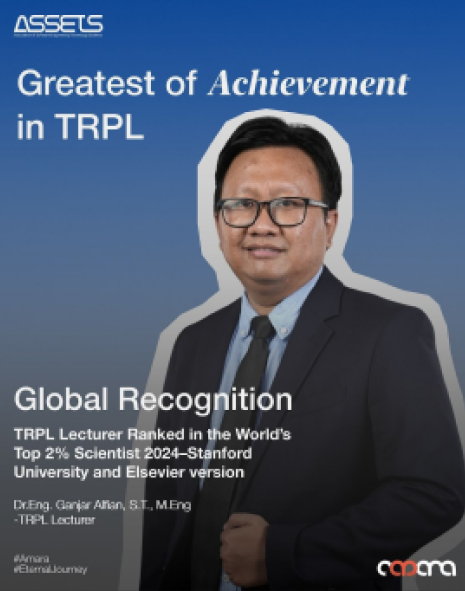 ASSETS
Greatest of Achievement
in TRPL
Global Recognition
TRPL Lecturer Ranked in the World's
Top 2% Scientist 2024–Stanford
University and Elsevier version
Dr.Eng. Ganjar Alfian, S.T., M.Eng
-TRPL Lecturer
#Amara
#EternalJourney